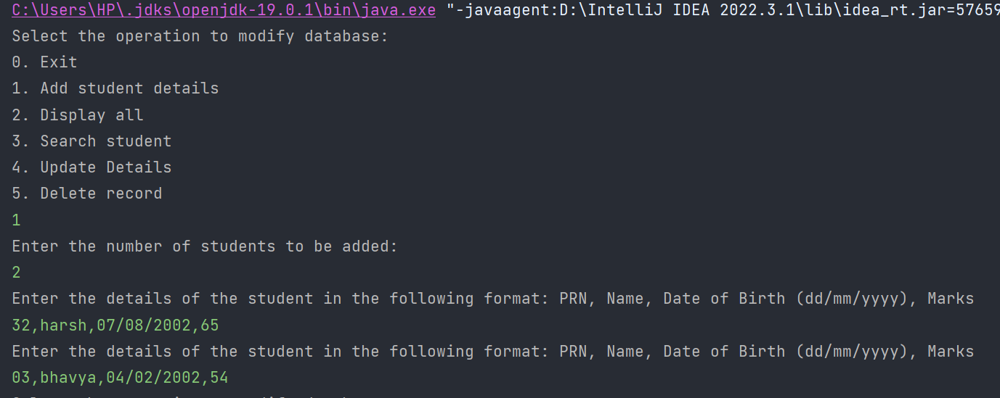 C:\Users\HP\.jdks\openjdk-19.0.1\bin\java.exe "-javaagent:D:\IntelliJ IDEA 2022.3.1\lib\idea_rt.jar=57659
Select the operation to modify database:
0. Exit
1. Add student details
2. Display all
3. Search student
4. Update Details
5. Delete record
1
Enter the number of students to be added:
2
Enter the details of the student in the following format: PRN, Name, Date of Birth (dd/mm/yyyy), Marks
32,harsh,07/08/2002,65
Enter the details of the student in the following format: PRN, Name, Date of Birth (dd/mm/yyyy), Marks
03,bhavya,04/02/2002,54